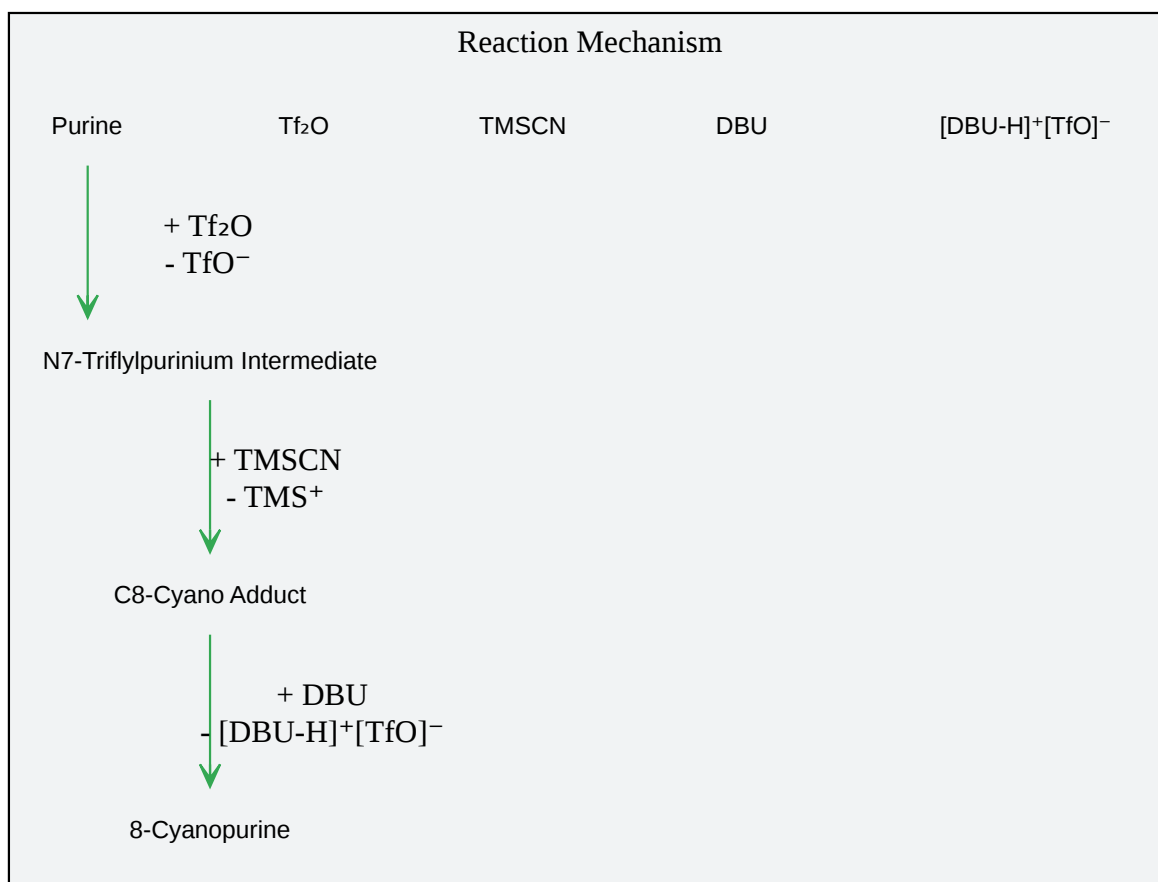 Reaction Mechanism
Purine Tf₂O TMSCN DBU [DBU-H]⁺[TfO]⁻
+ Tf₂O
- TfO⁻
N7-Triflylpurinium Intermediate
+ TMSCN
- TMS⁺
C8-Cyano Adduct
+ DBU
- [DBU-H]⁺[TfO]⁻
8-Cyanopurine